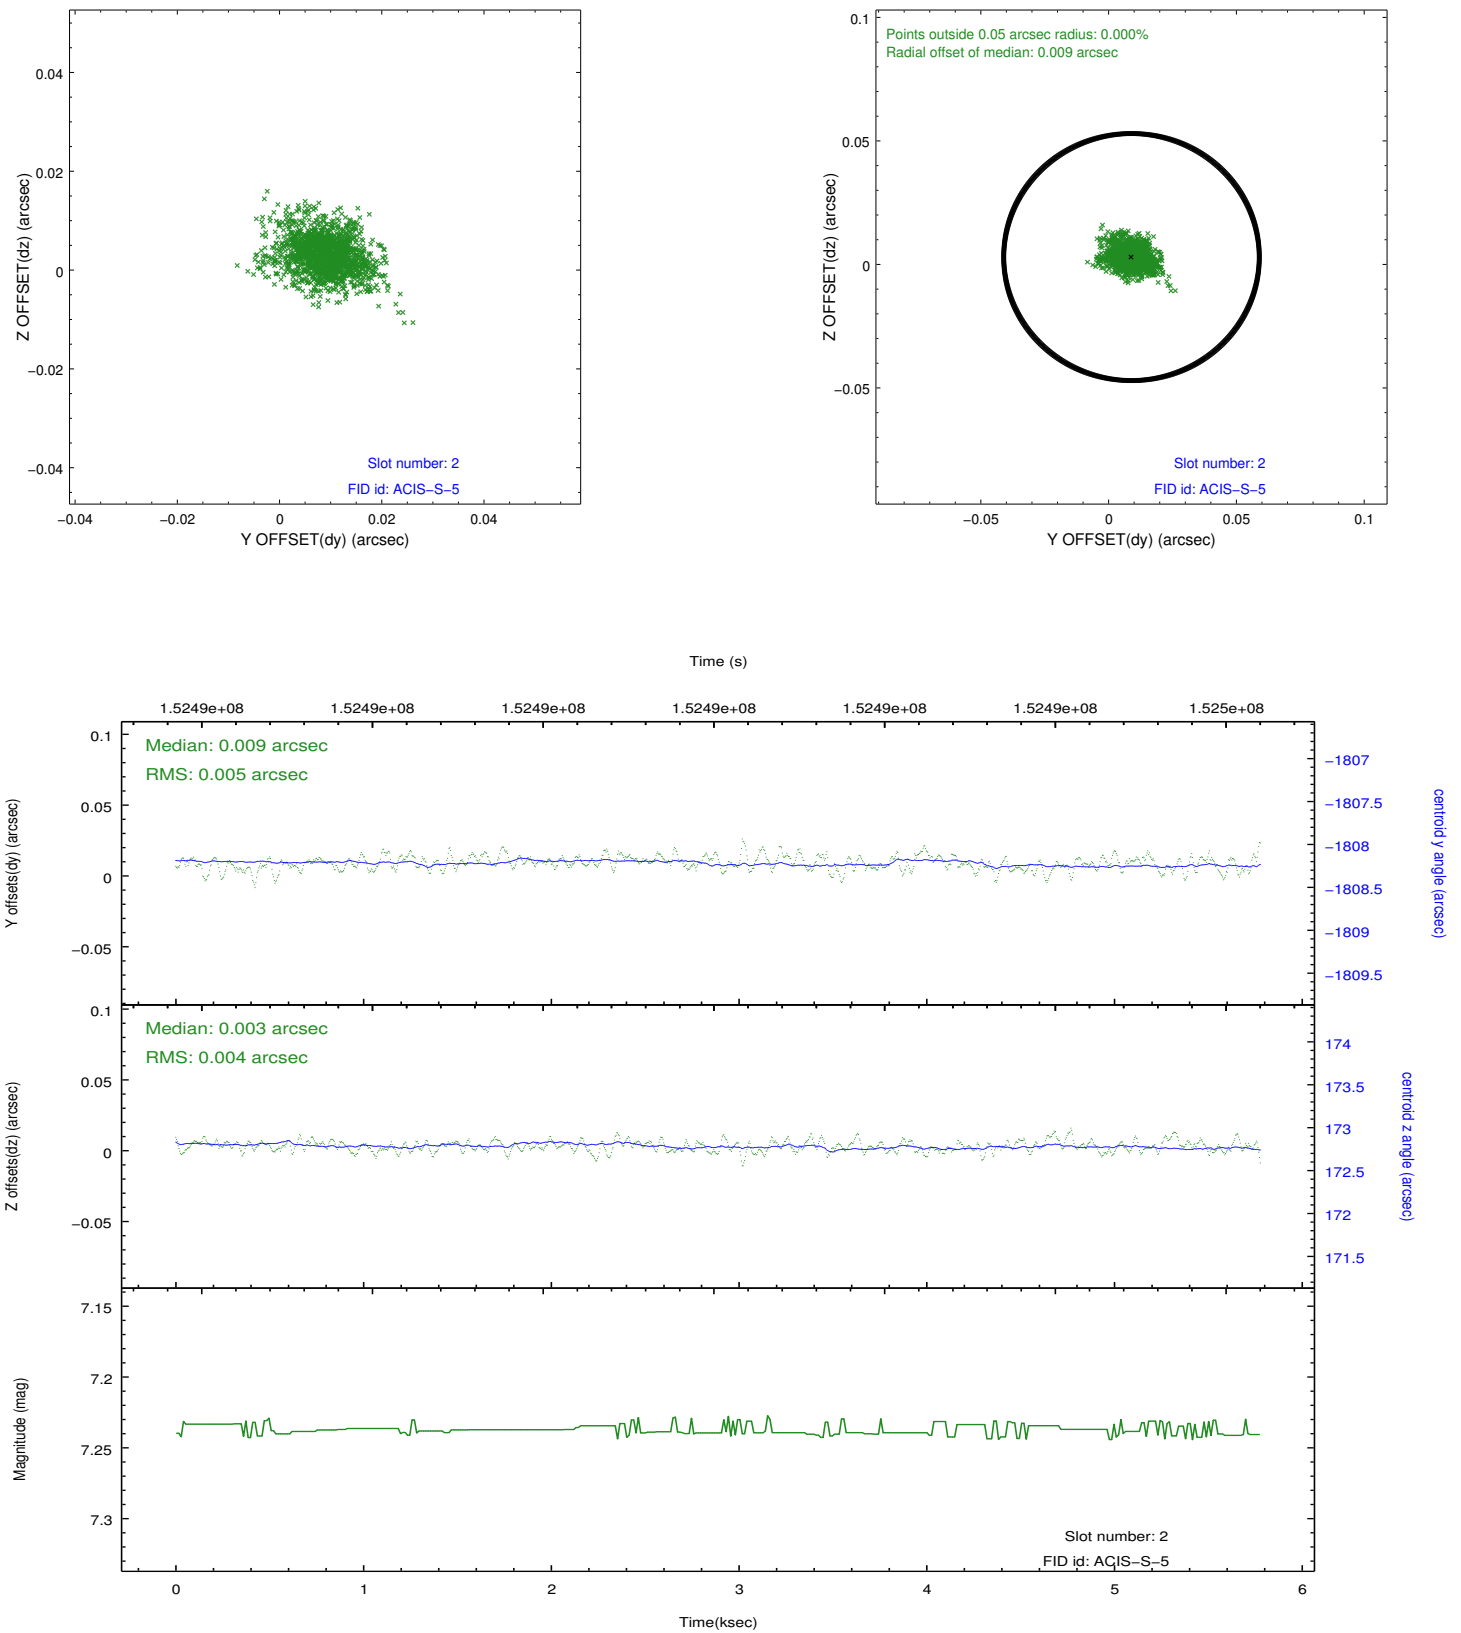 0.04
0.02
0
−0.02
−0.04
Z OFFSET(dz) (arcsec)
Slot number: 2
FID id: ACIS−S−5
−0.04 −0.02 0 0.02 0.04
Y OFFSET(dy) (arcsec)
Points outside 0.05 arcsec radius: 0.000%
Radial offset of median: 0.009 arcsec
0.1
0.05
0
−0.05
Z OFFSET(dz) (arcsec)
Slot number: 2
FID id: ACIS−S−5
−0.05 0 0.05 0.1
Y OFFSET(dy) (arcsec)
Time (s)
1.5249e+08 1.5249e+08 1.5249e+08 1.5249e+08 1.5249e+08 1.5249e+08 1.525e+08
Median: 0.009 arcsec
RMS: 0.005 arcsec
0.1
0.05
0
−0.05
Y offsets(dy) (arcsec)
−1807
−1807.5
−1808
−1808.5
−1809
−1809.5
centroid y angle (arcsec)
Median: 0.003 arcsec
RMS: 0.004 arcsec
0.1
0.05
0
−0.05
Z offsets(dz) (arcsec)
174
173.5
173
172.5
172
171.5
centroid z angle (arcsec)
7.15
7.2
7.25
7.3
Magnitude (mag)
Slot number: 2
FID id: ACIS−S−5
0 1 2 3 4 5 6
Time(ksec)